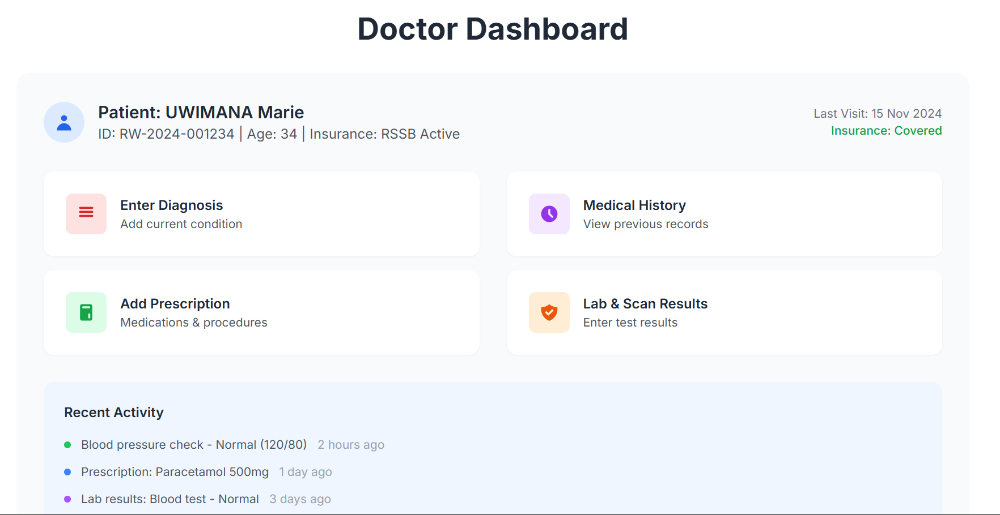 Doctor Dashboard
Patient: UWIMANA Marie
ID: RW-2024-001234 | Age: 34 | Insurance: RSSB Active
Last Visit: 15 Nov 2024
Insurance: Covered
Enter Diagnosis
Add current condition
Medical History
View previous records
Add Prescription
Medications & procedures
Lab & Scan Results
Enter test results
Recent Activity
Blood pressure check - Normal (120/80) 2 hours ago
Prescription: Paracetamol 500mg 1 day ago
Lab results: Blood test - Normal 3 days ago